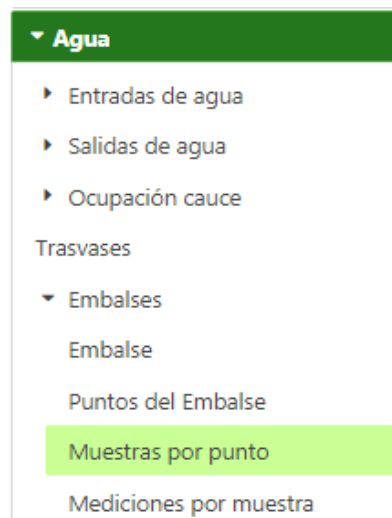 Agua
Entradas de agua
Salidas de agua
Ocupación cauce
Trasvases
Embalses
Embalse
Puntos del Embalse
Muestras por punto
Mediciones por muestra